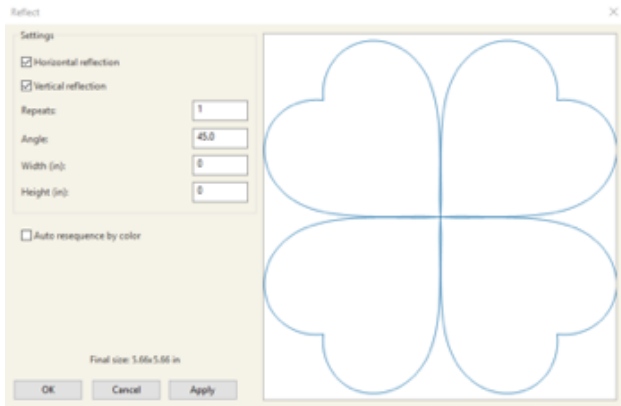 Reflect
Settings
Horizontal reflection
Vertical reflection
Repeats: 1
Angle: 45.0
Width (in): 0
Height (in): 0
Auto resequence by color
Final size: 5.66x5.66 in
OK Cancel Apply